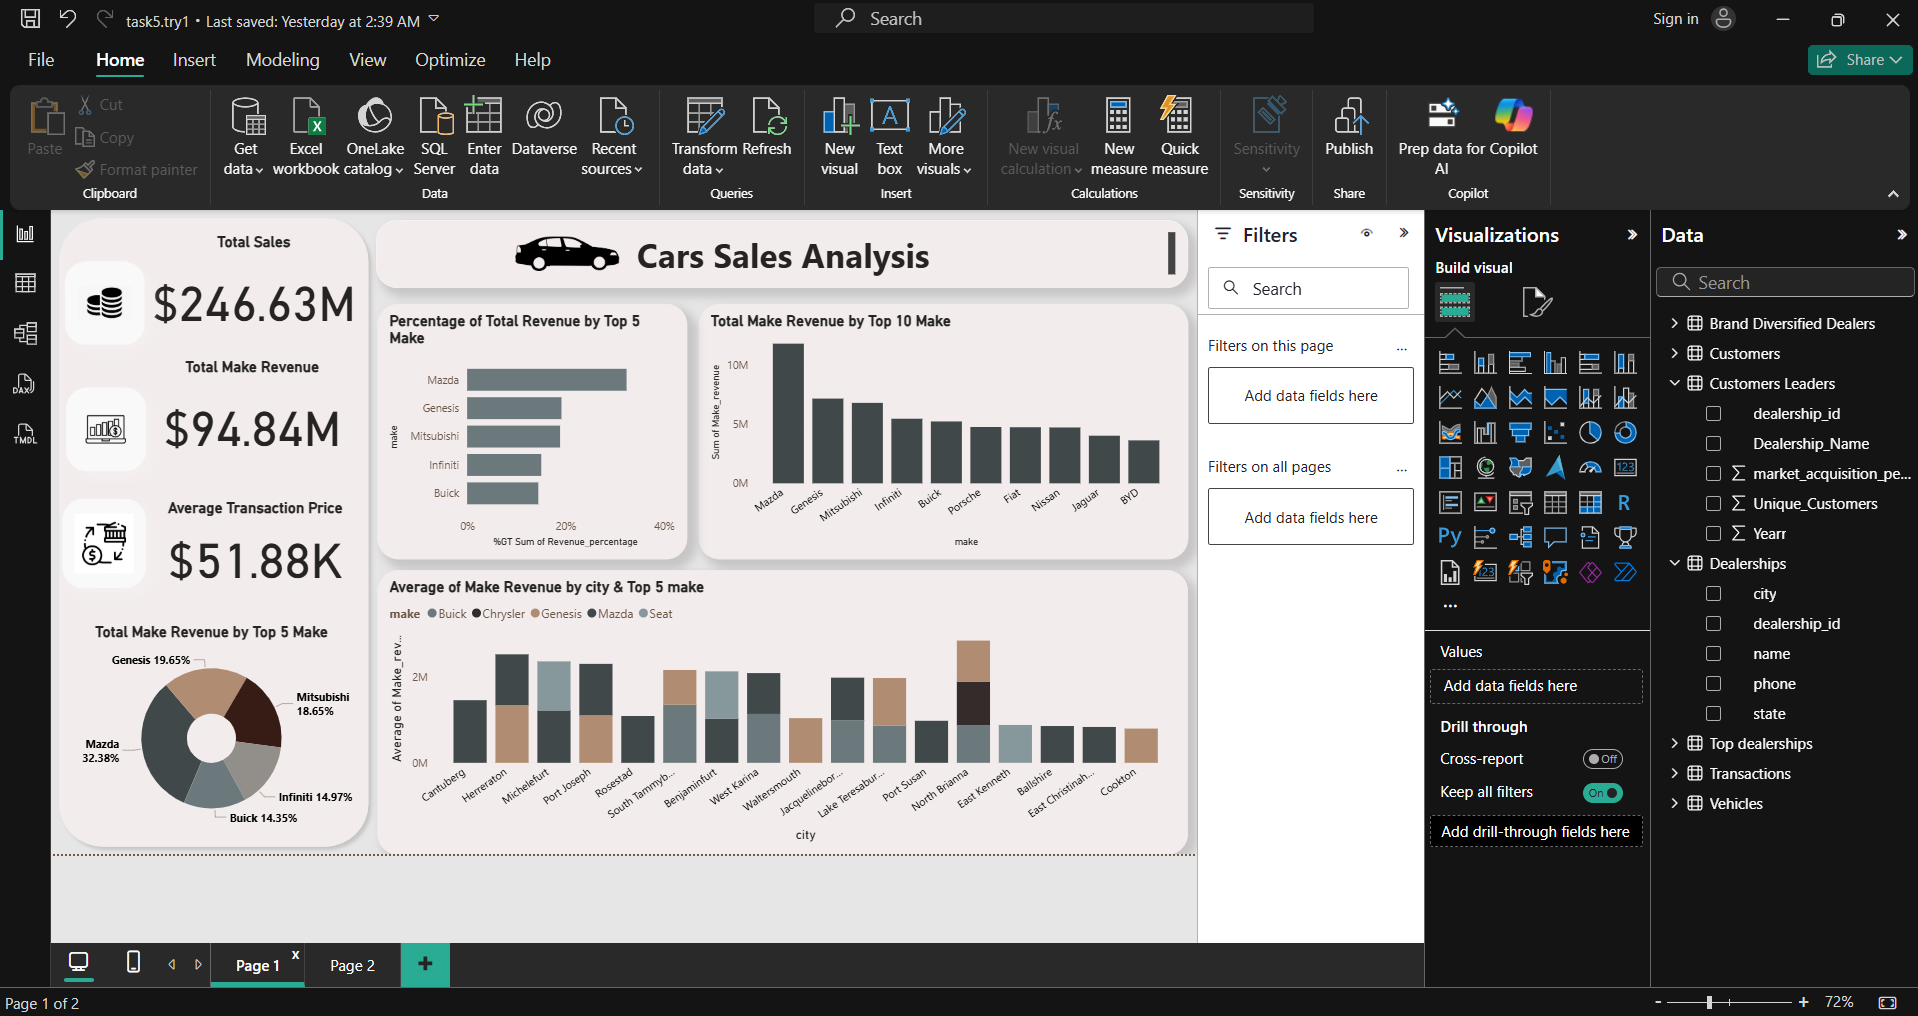 task5.try1 • Last saved: Yesterday at 2:39 AM
Search
Sign in
File
Home
Insert
Modeling
View
Optimize
Help
Share
Paste
Cut
Copy
Format painter
Clipboard
Get data
Excel workbook
OneLake catalog
SQL Server
Enter data
Dataverse
Recent sources
Data
Transform data
Refresh
Queries
New visual
Text box
More visuals
Insert
New visual calculation
New measure
Quick measure
Calculations
Sensitivity
Sensitivity
Publish
Share
Prep data for AI
Copilot
Copilot
DAX
TMDL
Total Sales
$246.63M
Total Make Revenue
$94.84M
Average Transaction Price
$51.88K
Total Make Revenue by Top 5 Make
Genesis 19.65%
Mitsubishi
18.65%
Mazda
32.38%
Infiniti 14.97%
Buick 14.35%
Cars Sales Analysis
Percentage of Total Revenue by Top 5
Make
make
Mazda
Genesis
Mitsubishi
Infiniti
Buick
0%
20%
40%
%GT Sum of Revenue_percentage
Total Make Revenue by Top 10 Make
Sum of Make_revenue
10M
5M
0M
Mazda
Genesis
Mitsubishi
Infiniti
Buick
Porsche
Fiat
Nissan
Jaguar
BYD
make
Average of Make Revenue by city & Top 5 make
make Buick Chrysler Genesis Mazda Seat
Average of Make_rev...
2M
0M
Cantuberg
Herreraton
Michelefurt
Port Joseph
Rosestad
South Tammyb...
Benjaminfurt
West Karina
Waltersmouth
Jacquelinebor...
Lake Teresabur...
Port Susan
North Brianna
East Kenneth
Ballshire
East Christinah...
Cookton
city
Filters
Search
Filters on this page
...
Add data fields here
Filters on all pages
...
Add data fields here
Visualizations
Build visual
123
R
Py
123
...
Values
Add data fields here
Drill through
Cross-report
Off
Keep all filters
On
Add drill-through fields here
Data
Search
Brand Diversified Dealers
Customers
Customers Leaders
dealership_id
Dealership_Name
∑ market_acquisition_pe...
∑ Unique_Customers
∑ Yearr
Dealerships
city
dealership_id
name
phone
state
Top dealerships
Transactions
Vehicles
Page 1
x
Page 2
+
Page 1 of 2
- + 72%